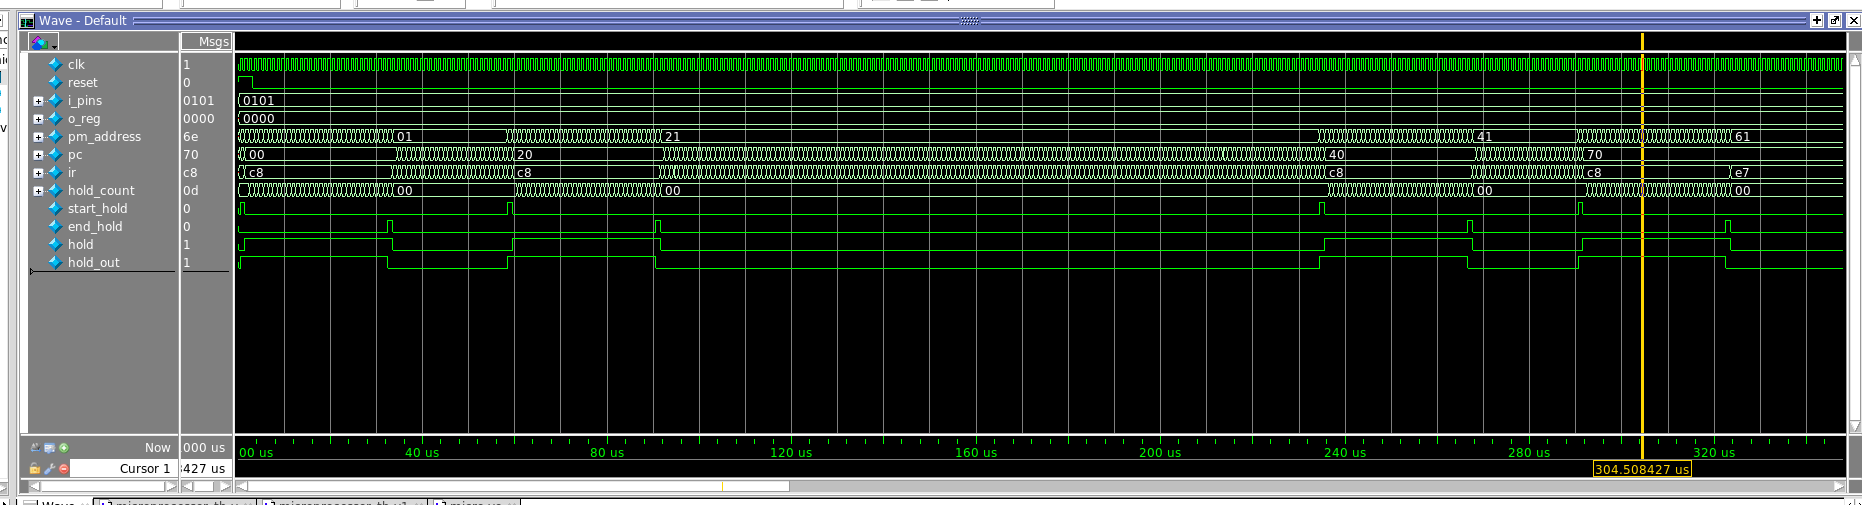 Wave - Default
Msgs
clk 1
reset 0
i_pins 0101 0101
o_reg 0000 0000
pm_address 6e 01 21 41 61
pc 70 00 20 40 70
ir c8 c8 c8 c8 c8 e7
hold_count 0d 00 00 00 00
start_hold 0
end_hold 0
hold 1
hold_out 1
Now 000 us 00 us 40 us 80 us 120 us 160 us 200 us 240 us 280 us 320 us
Cursor 1 427 us 304.508427 us